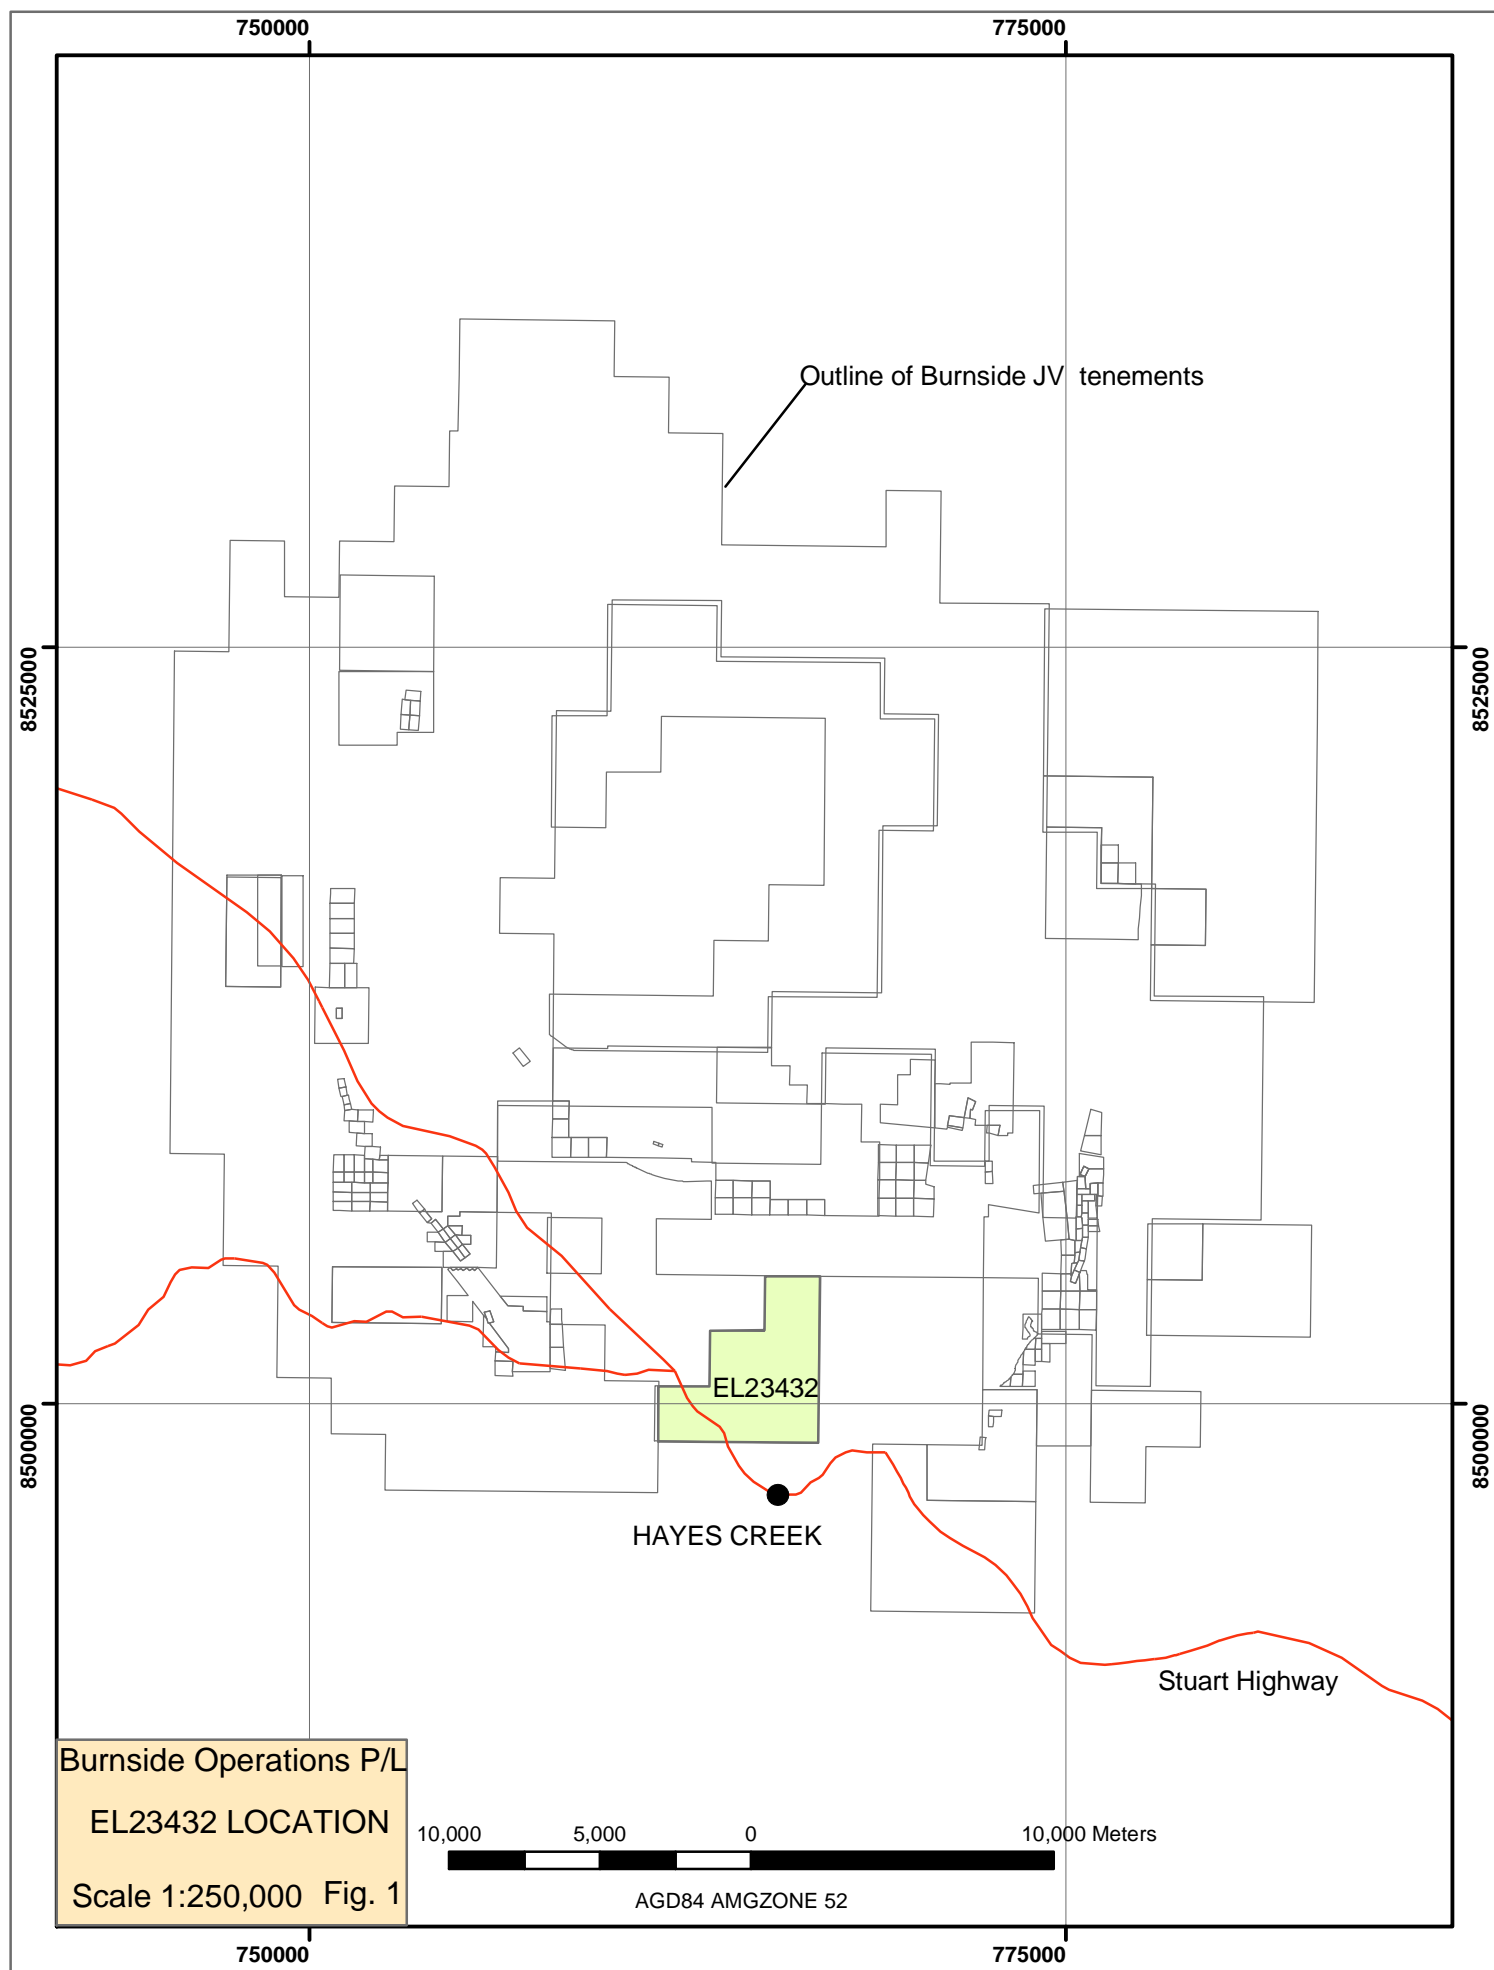 750000 775000
Outline of Burnside JV tenements
8525000 8525000
EL23432
8500000 8500000
HAYES CREEK
Stuart Highway
Burnside Operations P/L
EL23432 LOCATION
Scale 1:250,000 Fig. 1
10,000 5,000 0 10,000 Meters
AGD84 AMGZONE 52
750000 775000